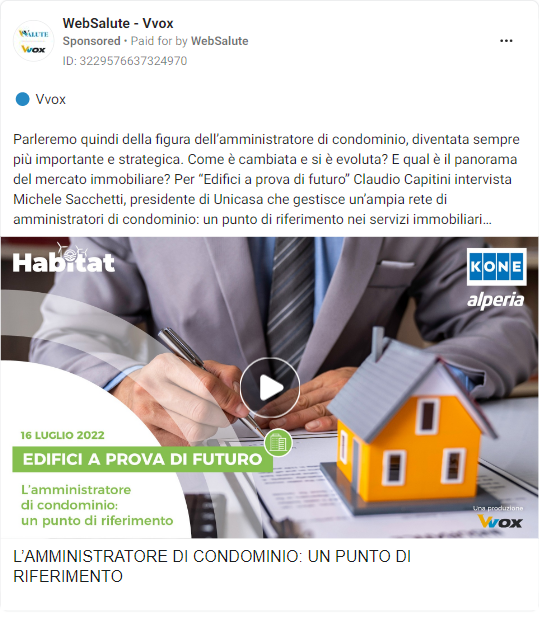 WebSalute - Vvox
Sponsored • Paid for by WebSalute
ID: 3229576637324970
Vvox
Parleremo quindi della figura dell'amministratore di condominio, diventata sempre
più importante e strategica. Come è cambiata e si è evoluta? E qual è il panorama
del mercato immobiliare? Per “Edifici a prova di futuro” Claudio Capitini intervista
Michele Sacchetti, presidente di Unicasa che gestisce un'ampia rete di
amministratori di condominio: un punto di riferimento nei servizi immobiliari...
Habitat
KONE
alperia
16 LUGLIO 2022
EDIFICI A PROVA DI FUTURO
L'amministratore
di condominio:
un punto di riferimento
Una produzione
Vvox
L'AMMINISTRATORE DI CONDOMINIO: UN PUNTO DI
RIFERIMENTO